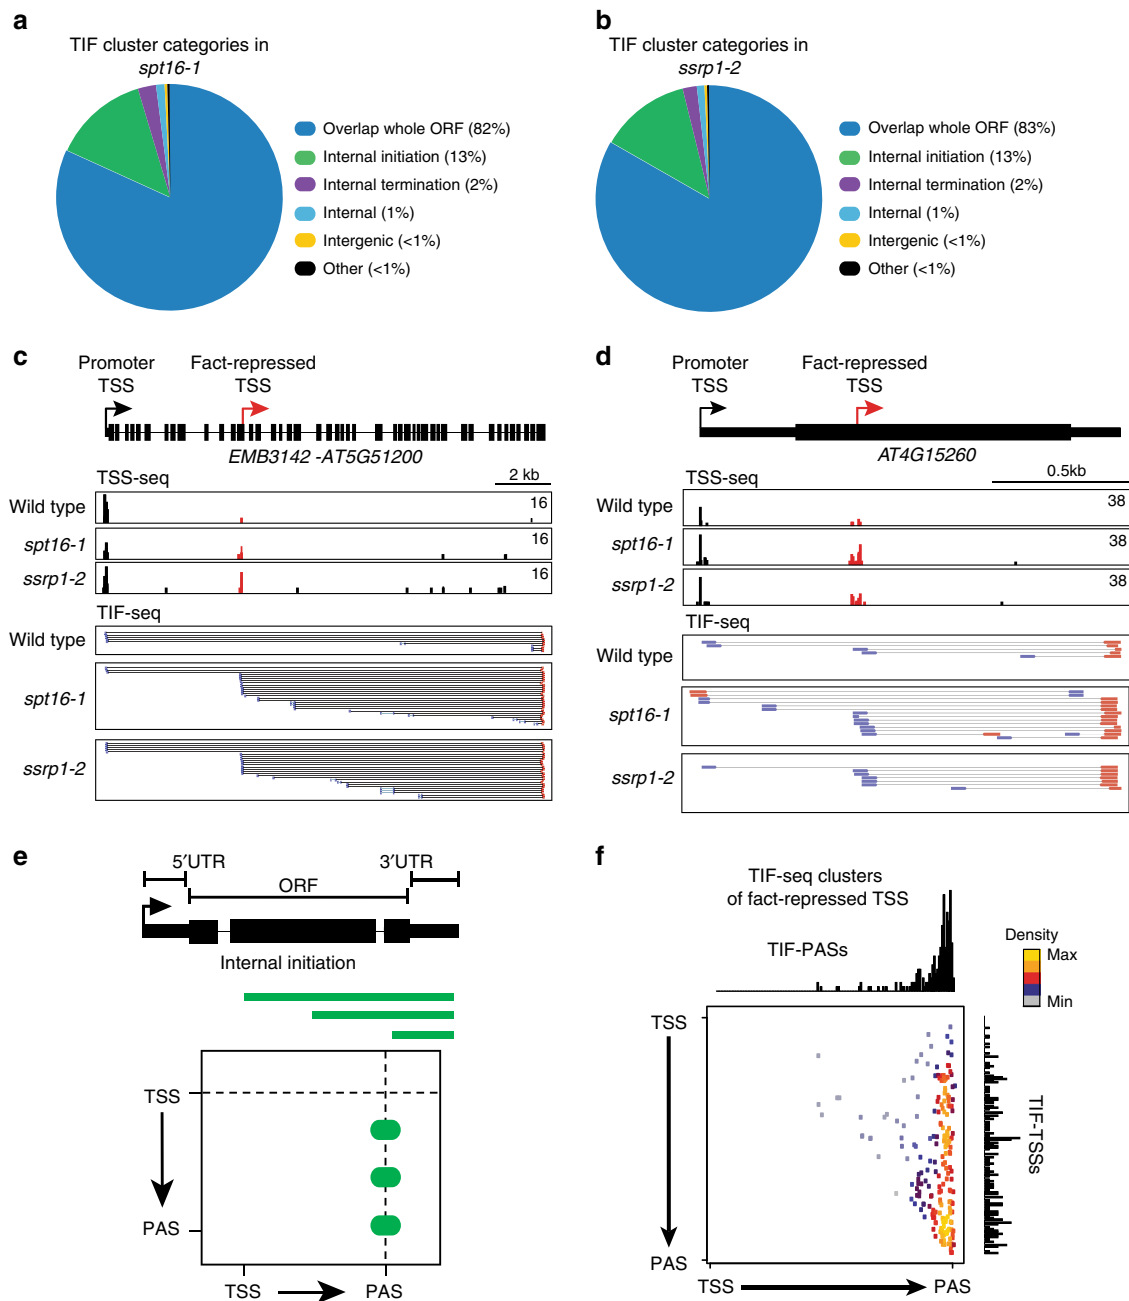 a
TIF cluster categories in
spt16-1
Overlap whole ORF (82%)
Internal initiation (13%)
Internal termination (2%)
Internal (1%)
Intergenic (<1%)
Other (<1%)
b
TIF cluster categories in
ssrp1-2
Overlap whole ORF (83%)
Internal initiation (13%)
Internal termination (2%)
Internal (1%)
Intergenic (<1%)
Other (<1%)
c
Promoter
TSS
Fact-repressed
TSS
EMB3142 -AT5G51200
TSS-seq
2 kb
Wild type
16
spt16-1
16
ssrp1-2
16
TIF-seq
Wild type
spt16-1
ssrp1-2
d
Promoter
TSS
Fact-repressed
TSS
AT4G15260
TSS-seq
0.5kb
Wild type
38
spt16-1
38
ssrp1-2
38
TIF-seq
Wild type
spt16-1
ssrp1-2
e
5′UTR
3′UTR
ORF
Internal initiation
TSS
PAS
TSS
PAS
f
TIF-seq clusters
of fact-repressed TSS
TIF-PASs
Density
Max
Min
TSS
PAS
TIF-TSSs
TSS
PAS